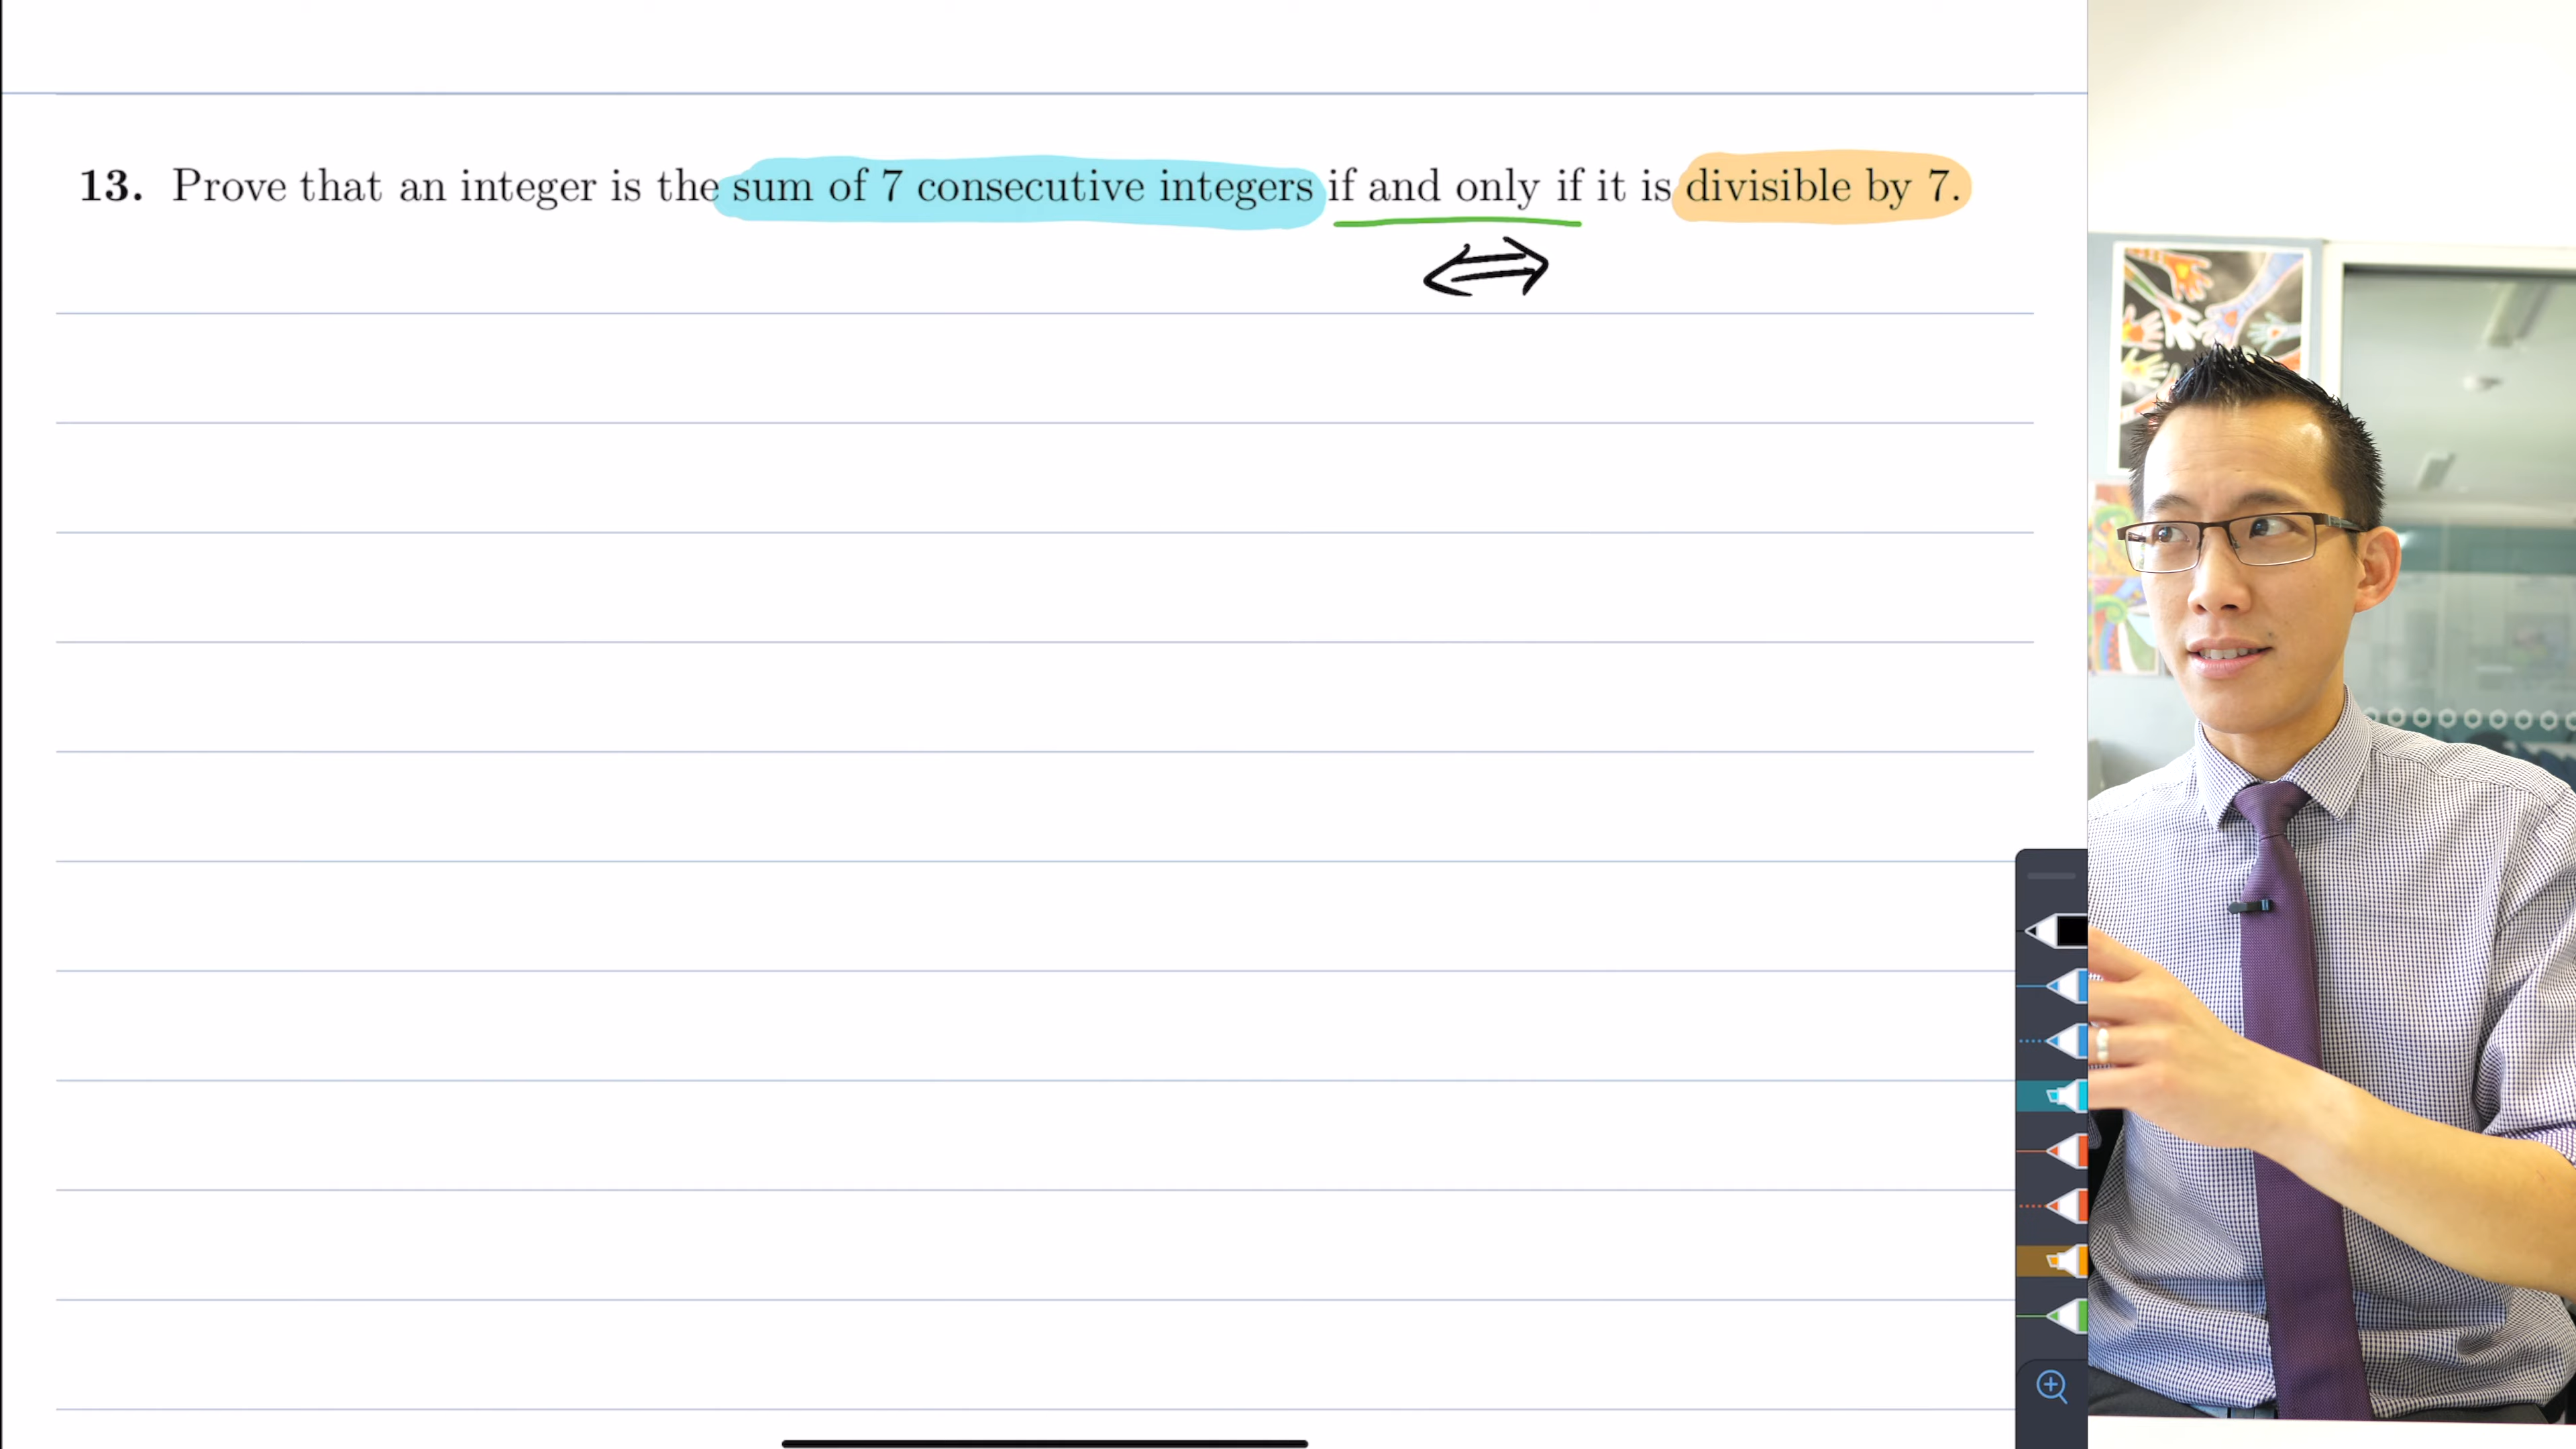 13. Prove that an integer is the sum of 7 consecutive integers if and only if it is divisible by 7.
⟺